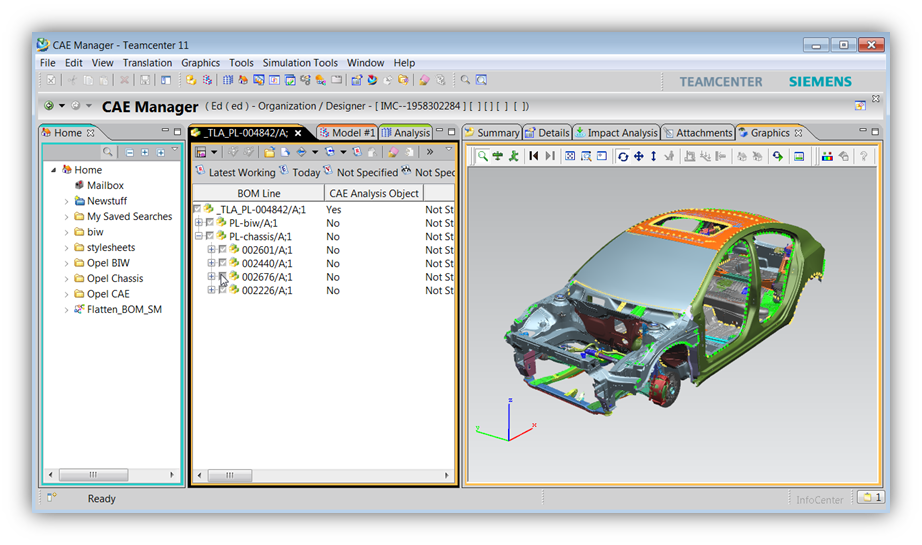 CAE Manager - Teamcenter 11
File Edit View Translation Graphics Tools Simulation Tools Window Help
TEAMCENTER SIEMENS
CAE Manager ( Ed ( ed ) - Organization / Designer - [ IMC--1958302284 ] [ ] [ ] [ ] [ ])
Home
_TLA_PL-004842/A; Model #1 Analysis
Summary Details Impact Analysis Attachments Graphics
Home
Mailbox
Newstuff
My Saved Searches
biw
stylesheets
Opel BIW
Opel Chassis
Opel CAE
Flatten_BOM_SM
Latest Working Today Not Specified Not Spec
BOM Line CAE Analysis Object
_TLA_PL-004842/A;1 Yes Not St
PL-biw/A;1 No Not St
PL-chassis/A;1 No Not St
002601/A;1 No Not St
002440/A;1 No Not St
002676/A;1 No Not St
002226/A;1 No Not St
z
y
x
Ready
InfoCenter
1